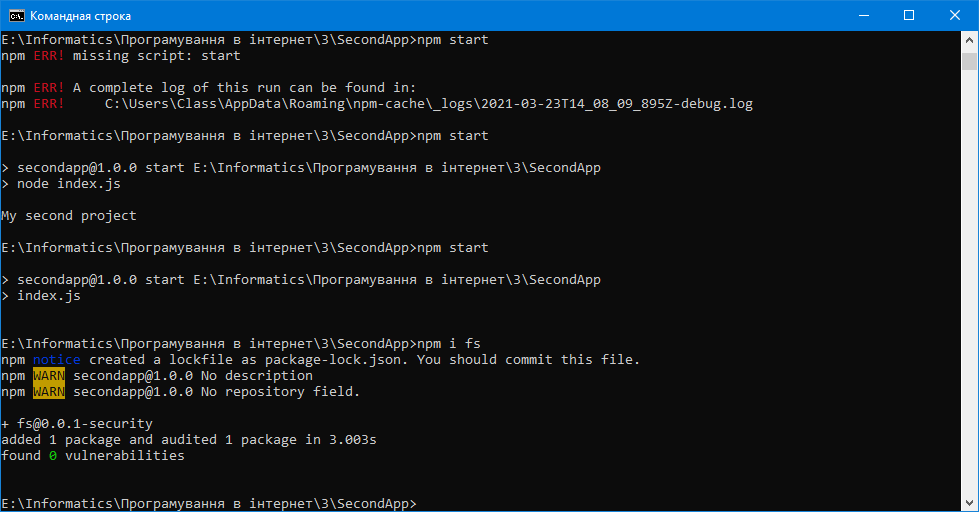 Командная строка
E:\Informatics\Програмування в інтернет\3\SecondApp>npm start
npm ERR! missing script: start
npm ERR! A complete log of this run can be found in:
npm ERR!     C:\Users\Class\AppData\Roaming\npm-cache\_logs\2021-03-23T14_08_09_895Z-debug.log
E:\Informatics\Програмування в інтернет\3\SecondApp>npm start
> secondapp@1.0.0 start E:\Informatics\Програмування в інтернет\3\SecondApp
> node index.js
My second project
E:\Informatics\Програмування в інтернет\3\SecondApp>npm start
> secondapp@1.0.0 start E:\Informatics\Програмування в інтернет\3\SecondApp
> index.js
E:\Informatics\Програмування в інтернет\3\SecondApp>npm i fs
npm notice created a lockfile as package-lock.json. You should commit this file.
npm WARN secondapp@1.0.0 No description
npm WARN secondapp@1.0.0 No repository field.
+ fs@0.0.1-security
added 1 package and audited 1 package in 3.003s
found 0 vulnerabilities
E:\Informatics\Програмування в інтернет\3\SecondApp>